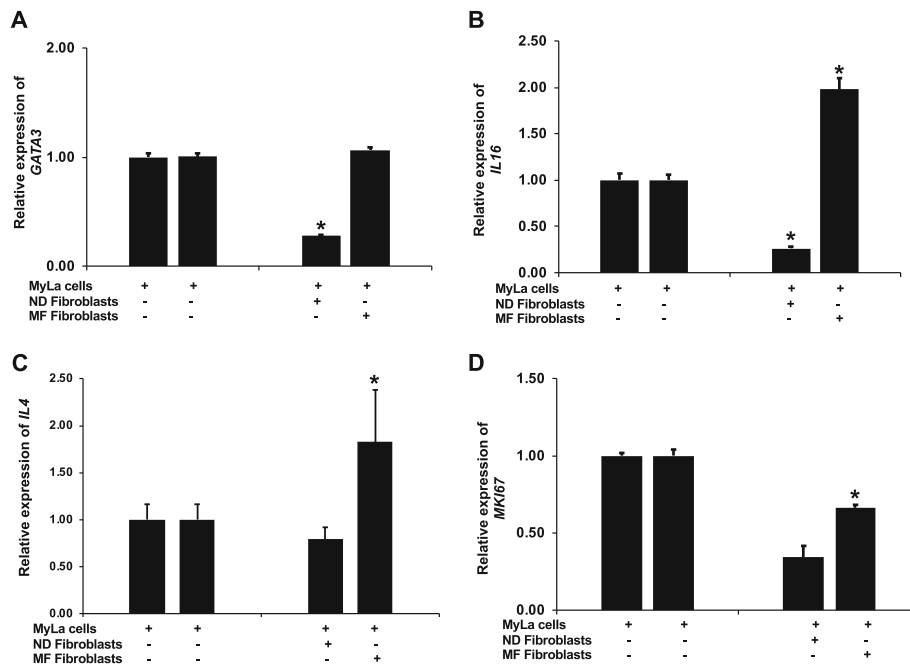 A
Relative expression of
GATA3
2.00
1.00
0.00
*
MyLa cells + + + +
ND Fibroblasts - - +
MF Fibroblasts - - +
B
Relative expression of
IL16
2.50
2.00
1.50
1.00
0.50
0.00
*
*
MyLa cells + + + +
ND Fibroblasts - - +
MF Fibroblasts - - +
C
Relative expression of IL4
2.50
2.00
1.50
1.00
0.50
0.00
*
MyLa cells + + + +
ND Fibroblasts - - +
MF Fibroblasts - - +
D
Relative expression of
MKI67
1.50
1.00
0.50
0.00
*
MyLa cells + + + +
ND Fibroblasts - - +
MF Fibroblasts - - +